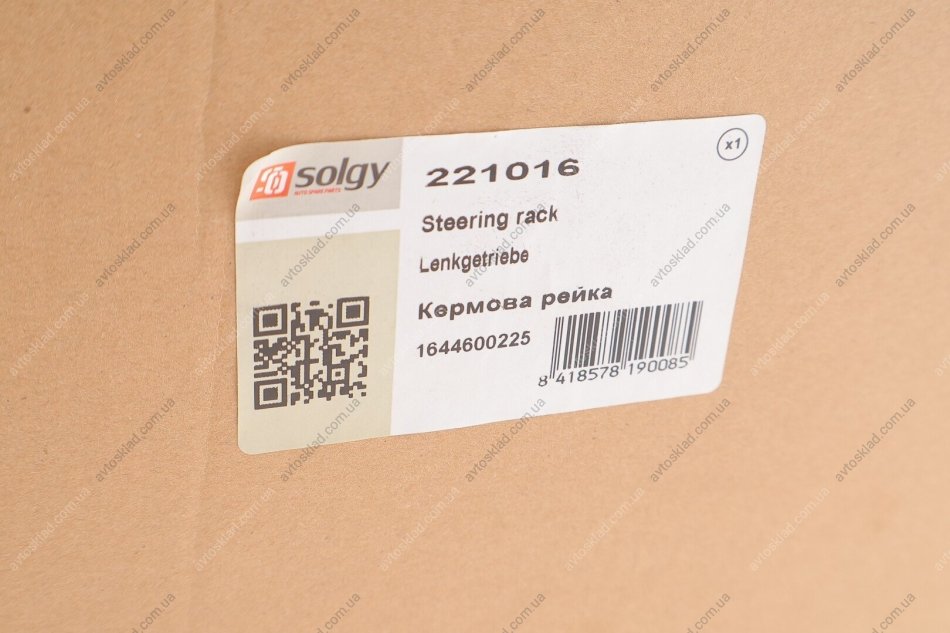 solgy
AUTO SPARE PARTS
221016
x1
Steering rack
Lenkgetriebe
Кермова рейка
1644600225
8 418578 190085
avtosklad.com.ua